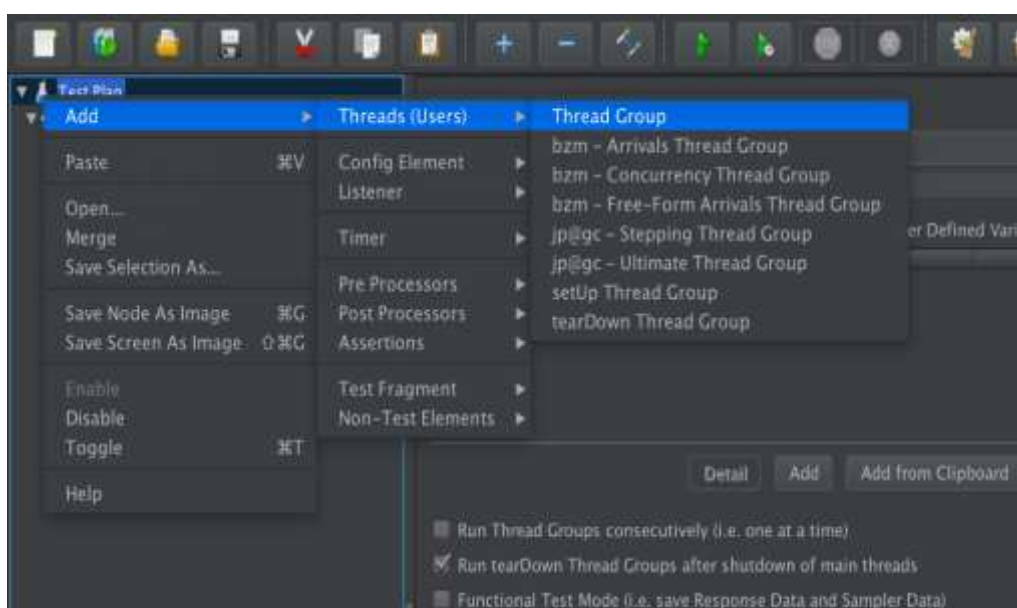 Test Plan
Add
Paste ⌘V
Open...
Merge
Save Selection As...
Save Node As Image ⌘G
Save Screen As Image ⇧⌘G
Enable
Disable
Toggle ⌘T
Help
Threads (Users)
Config Element
Listener
Timer
Pre Processors
Post Processors
Assertions
Test Fragment
Non-Test Elements
Thread Group
bzm - Arrivals Thread Group
bzm - Concurrency Thread Group
bzm - Free-Form Arrivals Thread Group
jp@gc - Stepping Thread Group
jp@gc - Ultimate Thread Group
setUp Thread Group
tearDown Thread Group
er Defined Vari
Detail Add Add from Clipboard
Run Thread Groups consecutively (i.e. one at a time)
Run tearDown Thread Groups after shutdown of main threads
Functional Test Mode (i.e. save Response Data and Sampler Data)